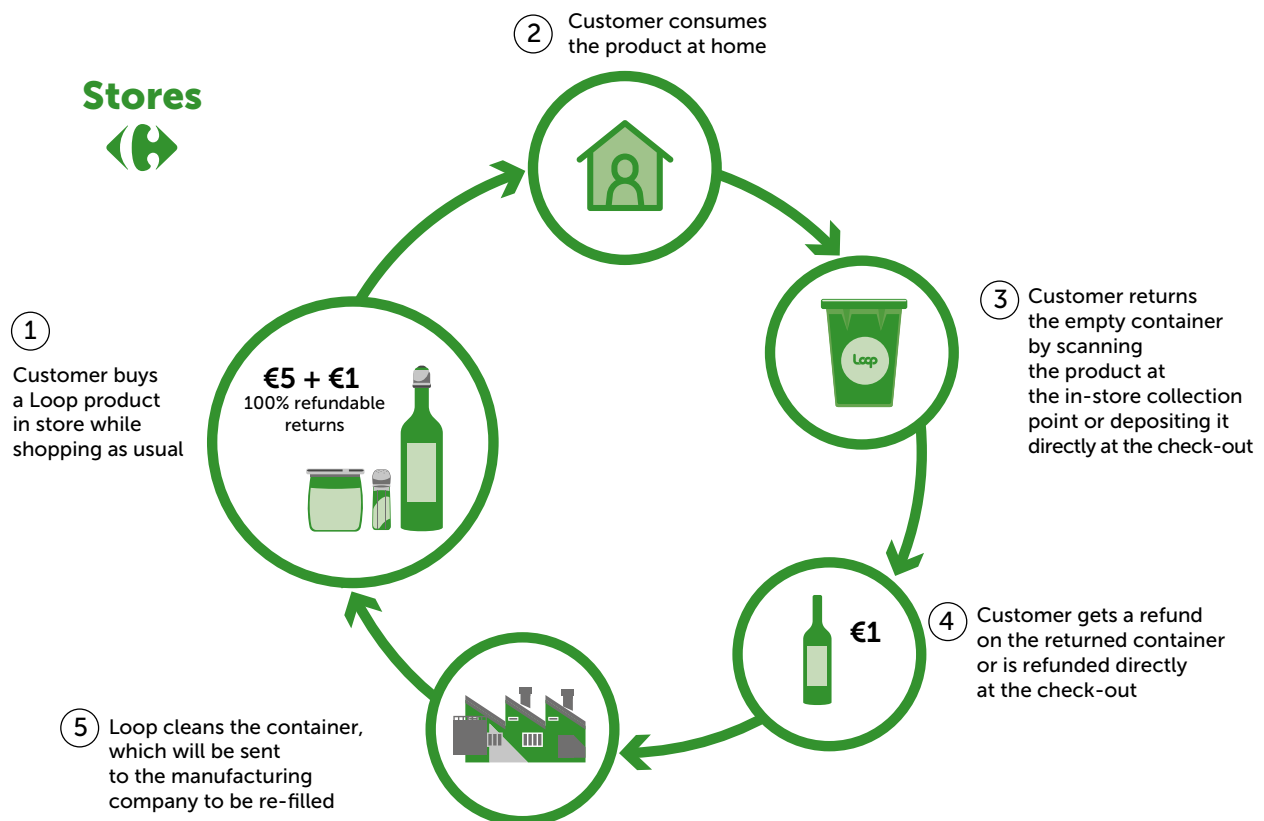 Stores
1
Customer buys
a Loop product
in store while
shopping as usual
€5 + €1
100% refundable
returns
2
Customer consumes
the product at home
3
Customer returns
the empty container
by scanning
the product at
the in-store collection
point or depositing it
directly at the check-out
Loop
4
Customer gets a refund
on the returned container
or is refunded directly
at the check-out
€1
5
Loop cleans the container,
which will be sent
to the manufacturing
company to be re-filled